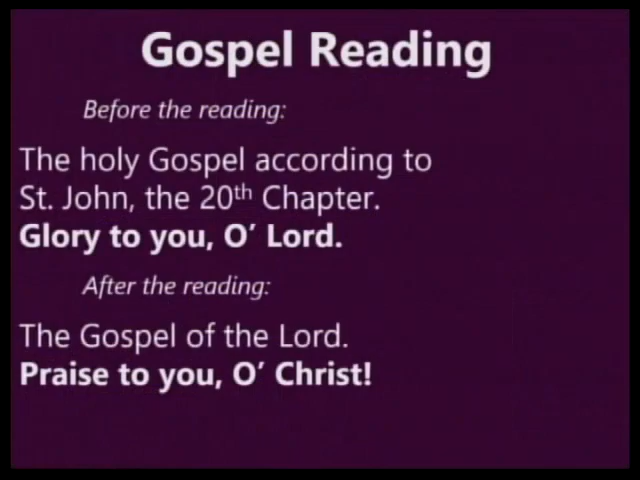 Gospel Reading
Before the reading:
The holy Gospel according to
St. John, the 20th Chapter.
Glory to you, O’ Lord.
After the reading:
The Gospel of the Lord.
Praise to you, O’ Christ!